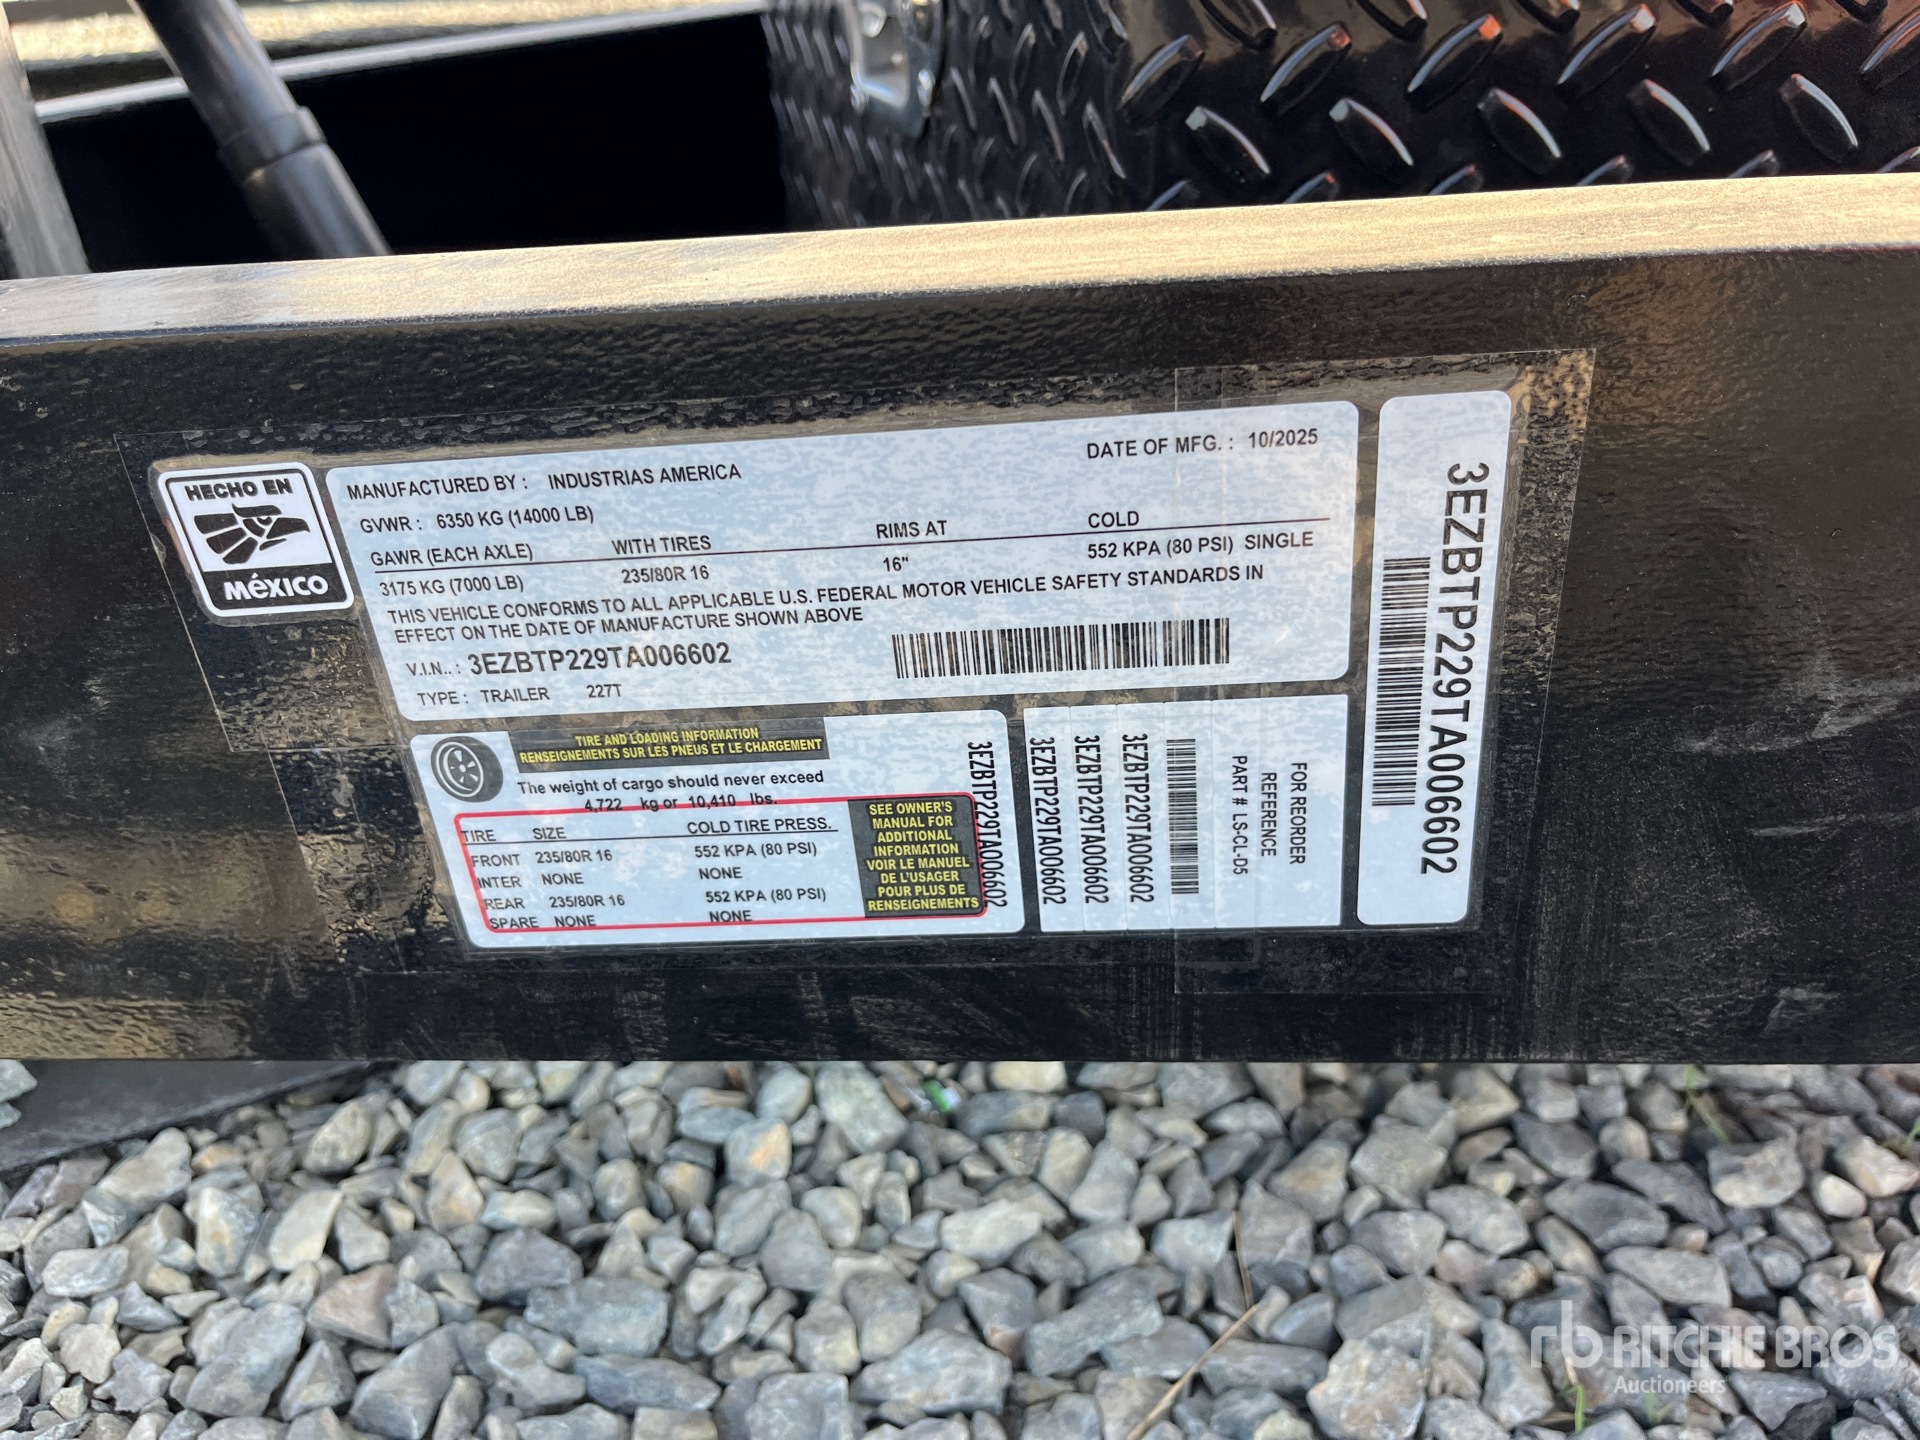 HECHO EN
MéXICO
MANUFACTURED BY : INDUSTRIAS AMERICA
DATE OF MFG. : 10/2025
GVWR : 6350 KG (14000 LB)
GAWR (EACH AXLE) WITH TIRES RIMS AT COLD
3175 KG (7000 LB) 235/80R 16 16" 552 KPA (80 PSI) SINGLE
THIS VEHICLE CONFORMS TO ALL APPLICABLE U.S. FEDERAL MOTOR VEHICLE SAFETY STANDARDS IN
EFFECT ON THE DATE OF MANUFACTURE SHOWN ABOVE
V.I.N.. : 3EZBTP229TA006602
TYPE : TRAILER 227T
TIRE AND LOADING INFORMATION
RENSEIGNEMENTS SUR LES PNEUS ET LE CHARGEMENT
The weight of cargo should never exceed
4,722 kg or 10,410 lbs.
TIRE SIZE COLD TIRE PRESS.
FRONT 235/80R 16 552 KPA (80 PSI)
INTER NONE NONE
REAR 235/80R 16 552 KPA (80 PSI)
SPARE NONE NONE
SEE OWNER'S
MANUAL FOR
ADDITIONAL
INFORMATION
VOIR LE MANUEL
DE L'USAGER
POUR PLUS DE
RENSEIGNEMENTS
3EZBTP229TA006602
3EZBTP229TA006602
3EZBTP229TA006602
3EZBTP229TA006602
FOR REORDER
REFERENCE
PART # LS-CL-D5
3EZBTP229TA006602
rb RITCHIE BROS.
Auctioneers